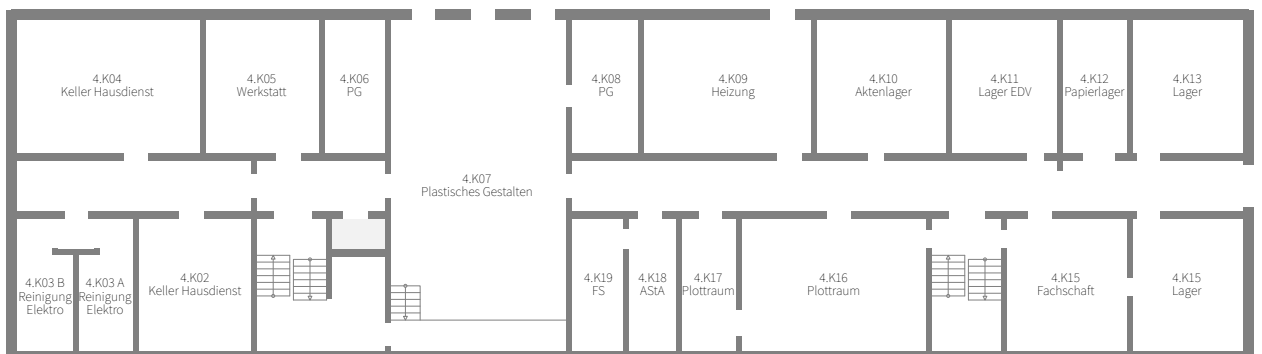 4.K04
Keller Hausdienst
4.K05
Werkstatt
4.K06
PG
4.K08
PG
4.K09
Heizung
4.K10
Aktenlager
4.K11
Lager EDV
4.K12
Papierlager
4.K13
Lager
4.K07
Plastisches Gestalten
4.K03 B
Reinigung
Elektro
4.K03 A
Reinigung
Elektro
4.K02
Keller Hausdienst
4.K19
FS
4.K18
AStA
4.K17
Plottraum
4.K16
Plottraum
4.K15
Fachschaft
4.K15
Lager